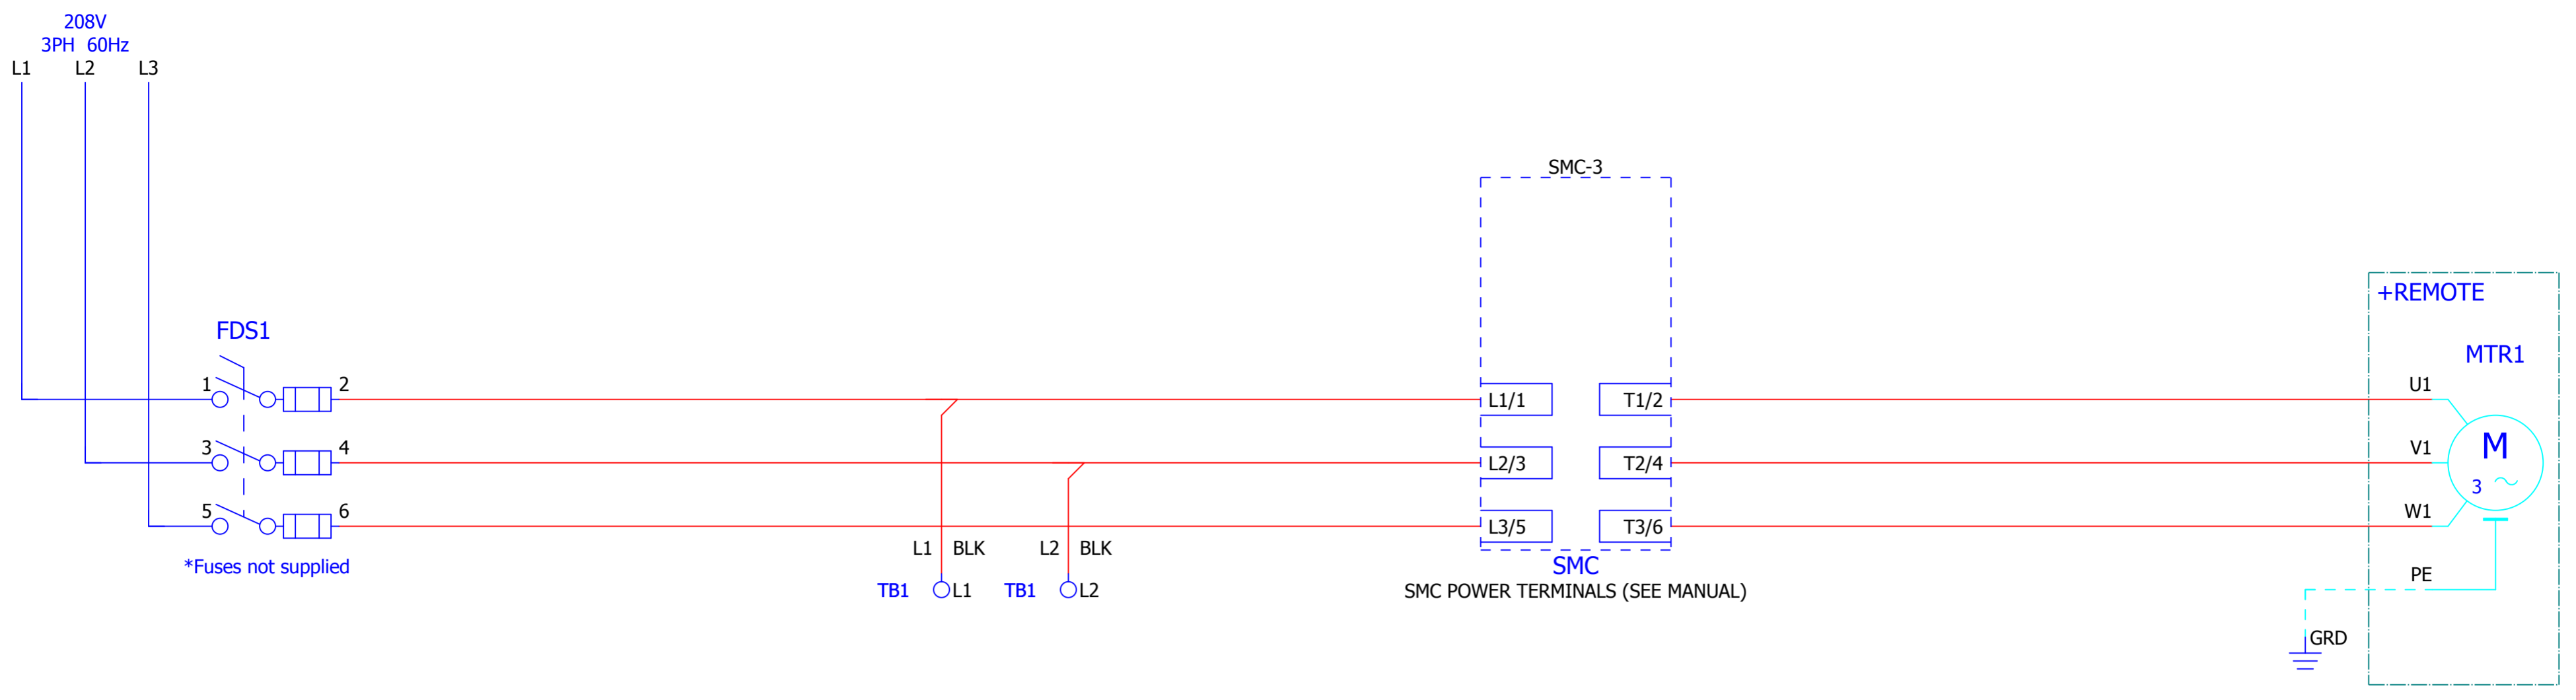 208V
3PH 60Hz
L1 L2 L3
SMC-3
+REMOTE
FDS1
MTR1
1 2 L1/1 T1/2 U1
3 4 L2/3 T2/4 V1
M
3
5 6 L3/5 T3/6 W1
L1 BLK L2 BLK
*Fuses not supplied
SMC
PE
TB1 L1 TB1 L2
SMC POWER TERMINALS (SEE MANUAL)
GRD